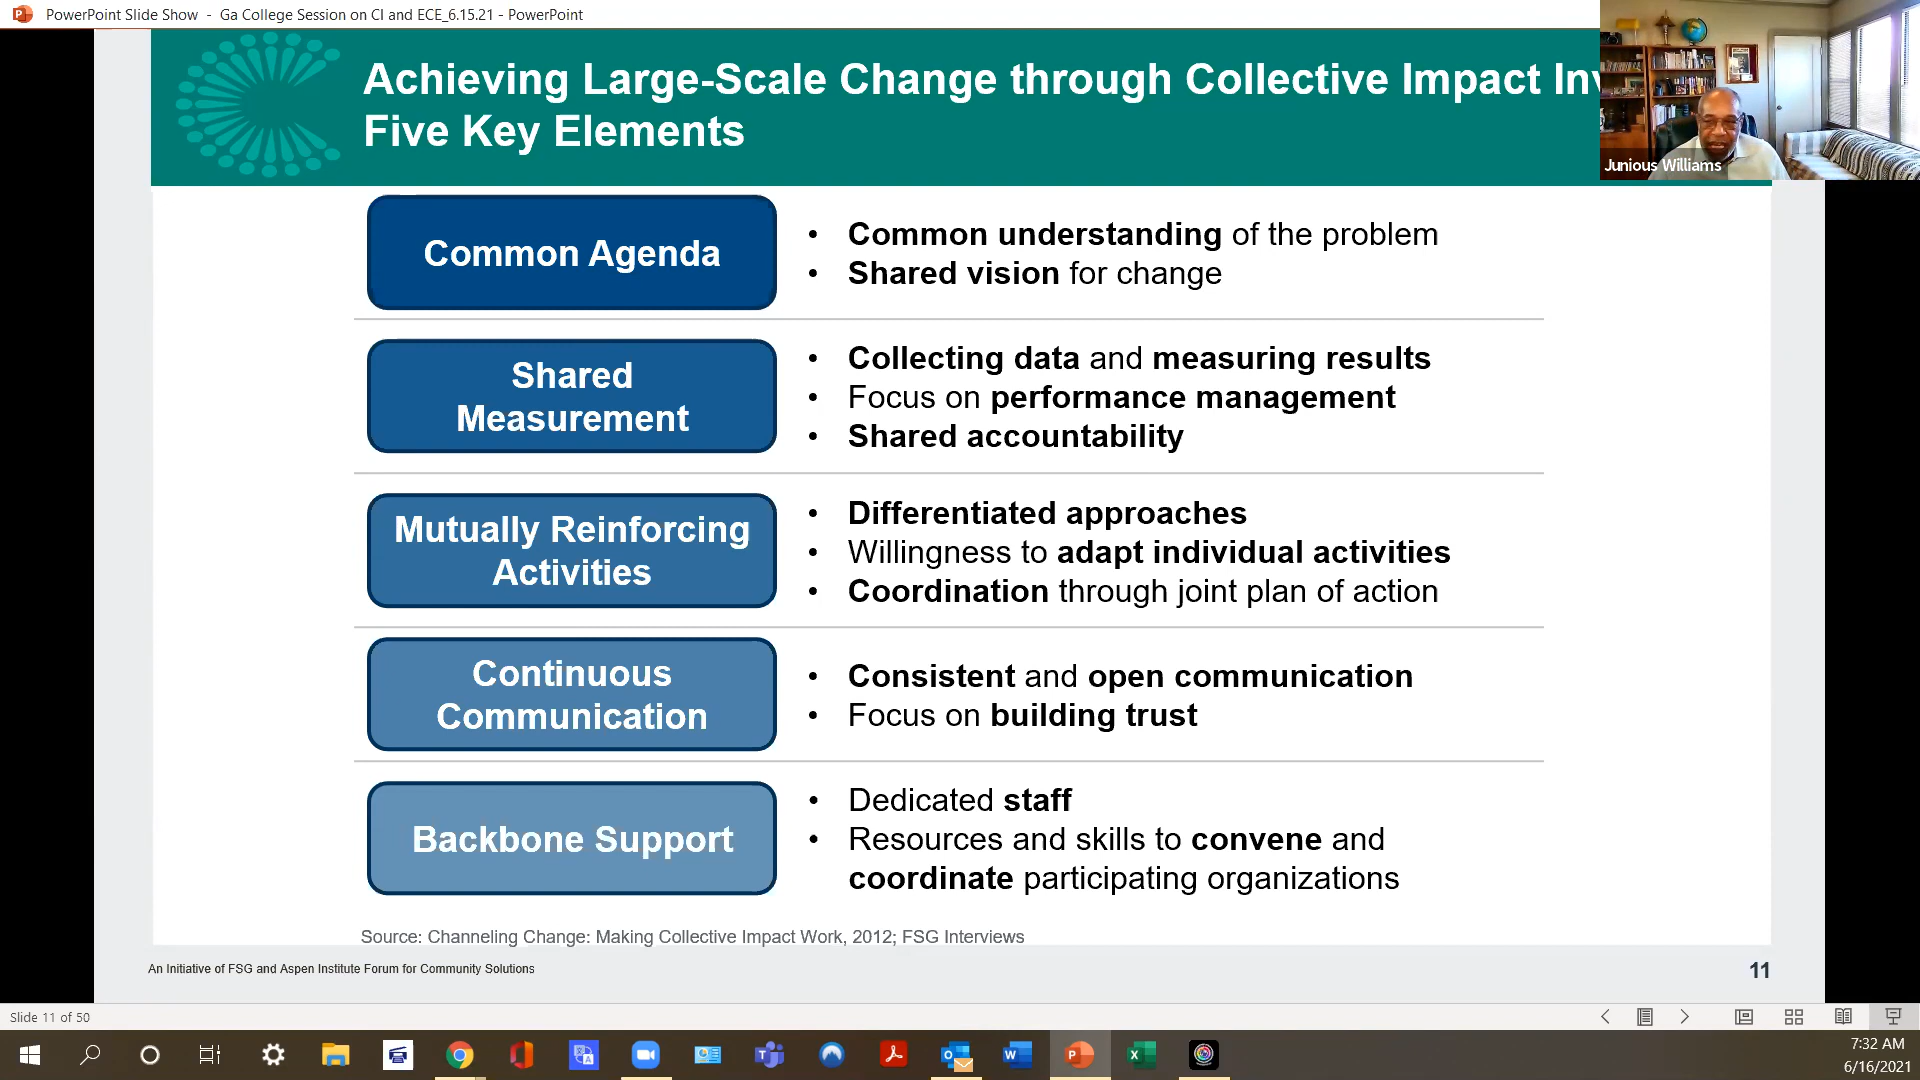 PowerPoint Slide Show - Ga College Session on CI and ECE_6.15.21 - PowerPoint
Achieving Large-Scale Change through Collective Impact
Five Key Elements
Junious Williams
Common Agenda
• Common understanding of the problem
• Shared vision for change
Shared
Measurement
• Collecting data and measuring results
• Focus on performance management
• Shared accountability
Mutually Reinforcing
Activities
• Differentiated approaches
• Willingness to adapt individual activities
• Coordination through joint plan of action
Continuous
Communication
• Consistent and open communication
• Focus on building trust
Backbone Support
• Dedicated staff
• Resources and skills to convene and
coordinate participating organizations
Source: Channeling Change: Making Collective Impact Work, 2012; FSG Interviews
An Initiative of FSG and Aspen Institute Forum for Community Solutions
11
Slide 11 of 50
7:32 AM
6/16/2021